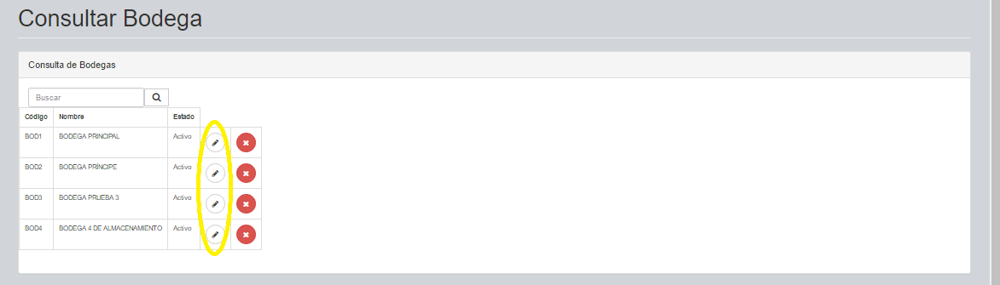 Consultar Bodega
Consulta de Bodegas
Buscar
Código Nombre Estado
BOD1 BODEGA PRINCIPAL Activo
BOD2 BODEGA PRÍNCIPE Activo
BOD3 BODEGA PRUEBA 3 Activo
BOD4 BODEGA 4 DE ALMACENAMIENTO Activo